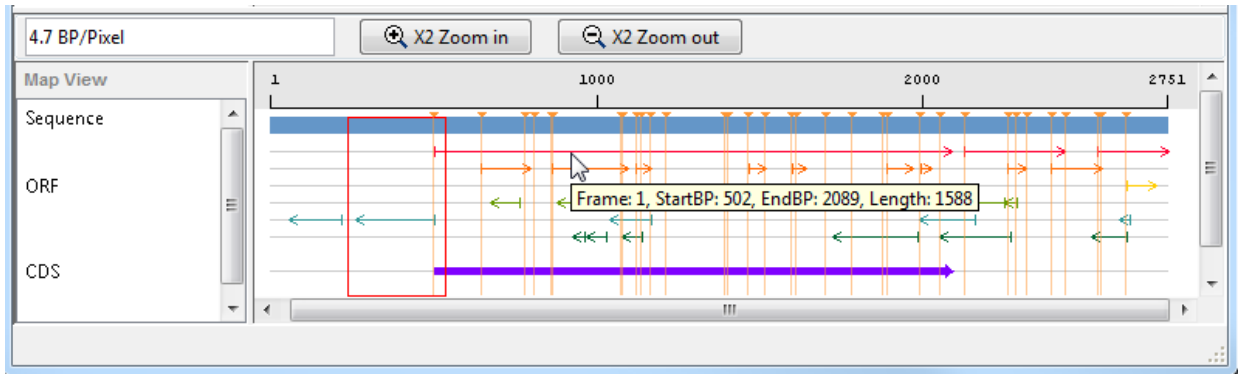 4.7 BP/Pixel X2 Zoom in X2 Zoom out
Map View 1 1000 2000 2751
Sequence
ORF
Frame: 1, StartBP: 502, EndBP: 2089, Length: 1588
CDS